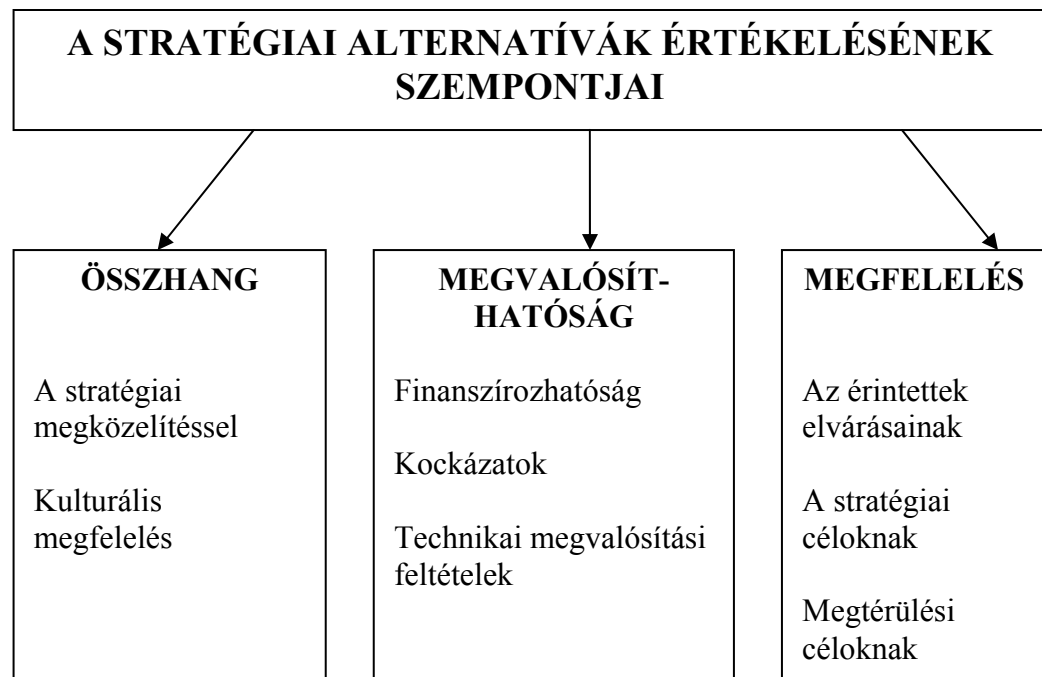 A STRATÉGIAI ALTERNATÍVÁK ÉRTÉKELÉSÉNEK
SZEMPONTJAI
ÖSSZHANG
A stratégiai
megközelítéssel
Kulturális
megfelelés
MEGVALÓSÍT-
HATÓSÁG
Finanszírozhatóság
Kockázatok
Technikai megvalósítási
feltételek
MEGFELELÉS
Az érintettek
elvárásainak
A stratégiai
céloknak
Megtérülési
céloknak